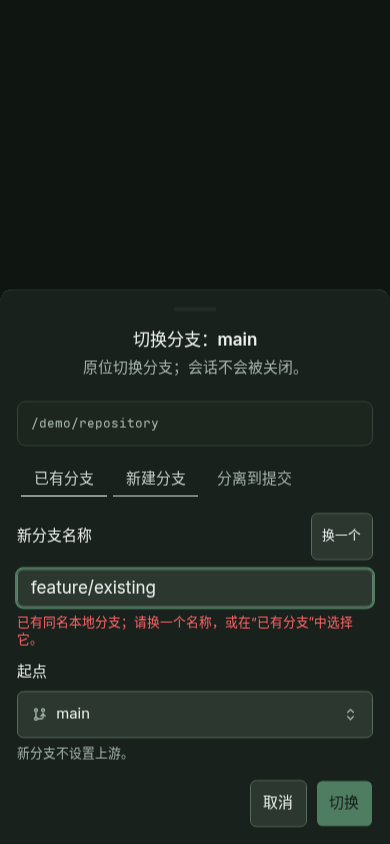 切换分支：main
原位切换分支；会话不会被关闭。
/demo/repository
已有分支 新建分支 分离到提交
新分支名称 换一个
feature/existing
已有同名本地分支；请换一个名称，或在“已有分支”中选择
它。
起点
main
新分支不设置上游。
取消 切换